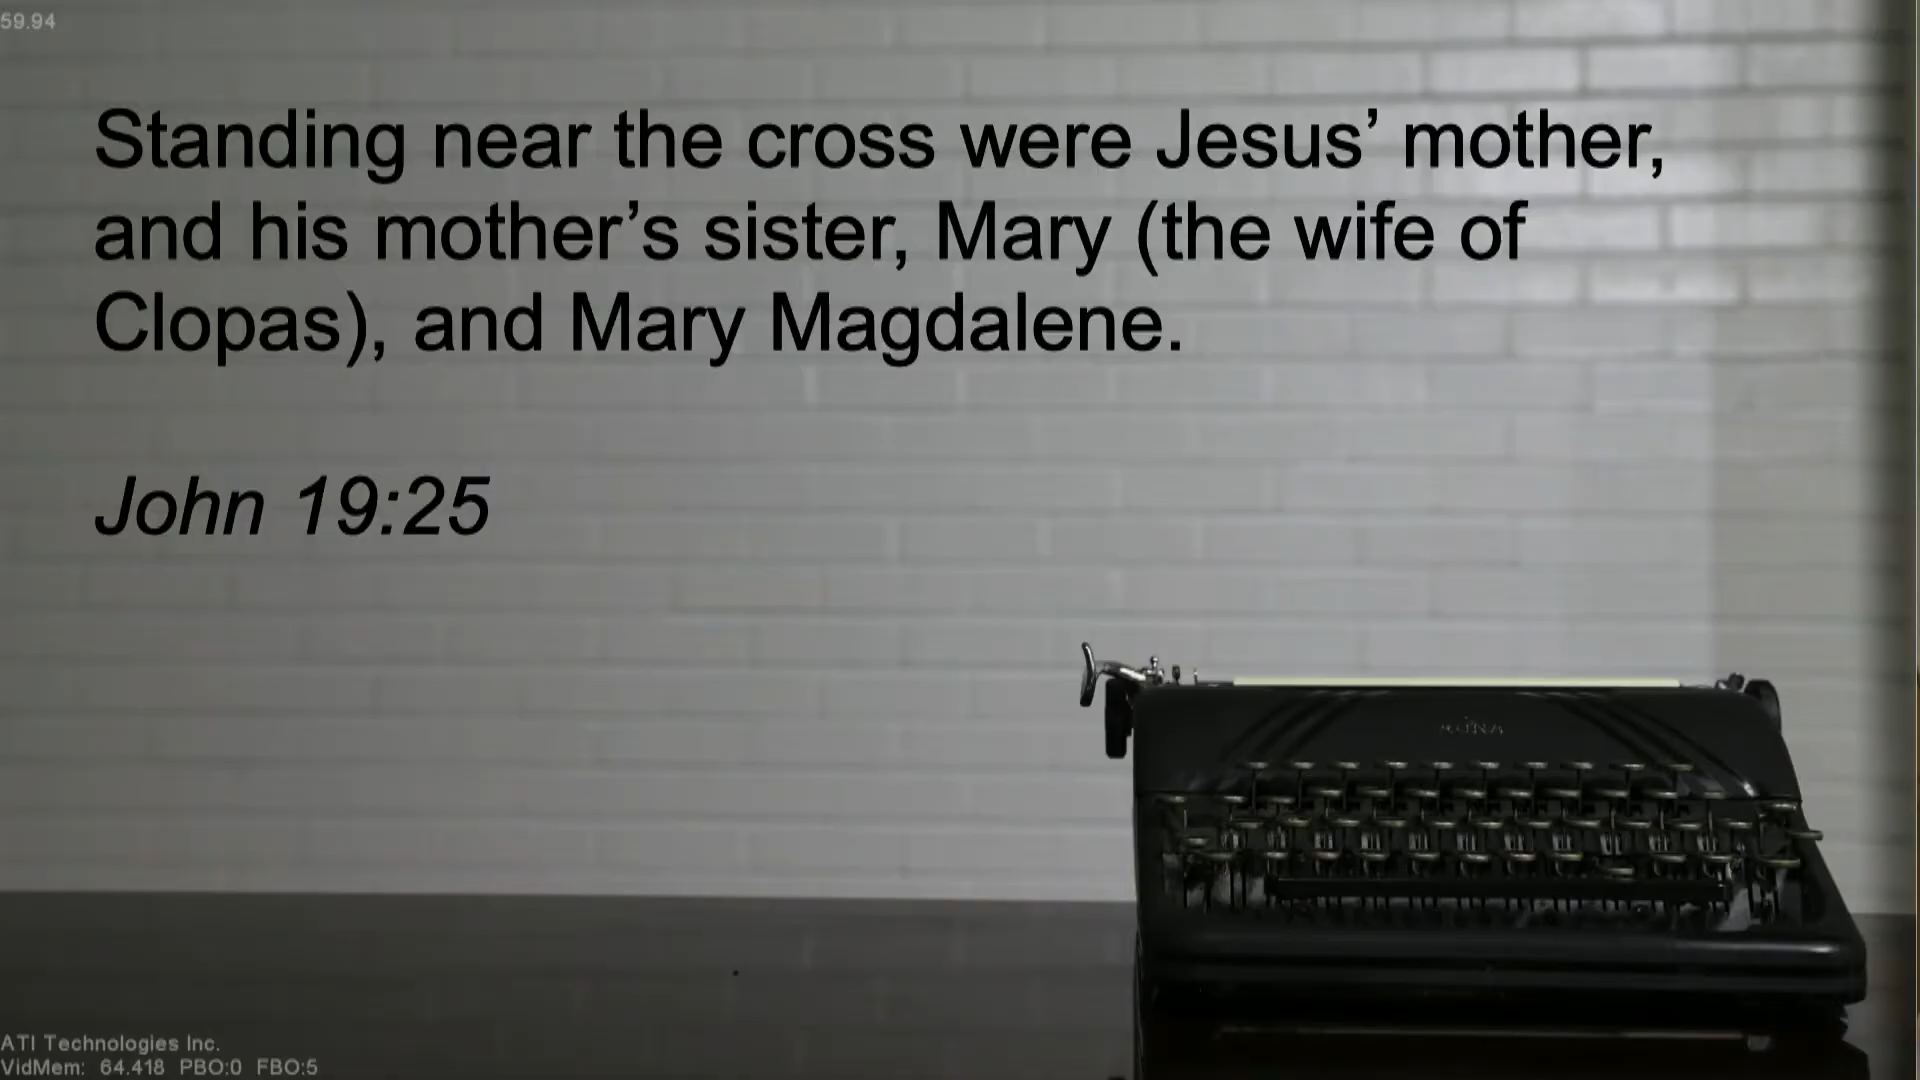 59.94
Standing near the cross were Jesus’ mother,
and his mother’s sister, Mary (the wife of
Clopas), and Mary Magdalene.
John 19:25
ATI Technologies Inc.
VidMem: 64.418 PBO:0 FBO:5